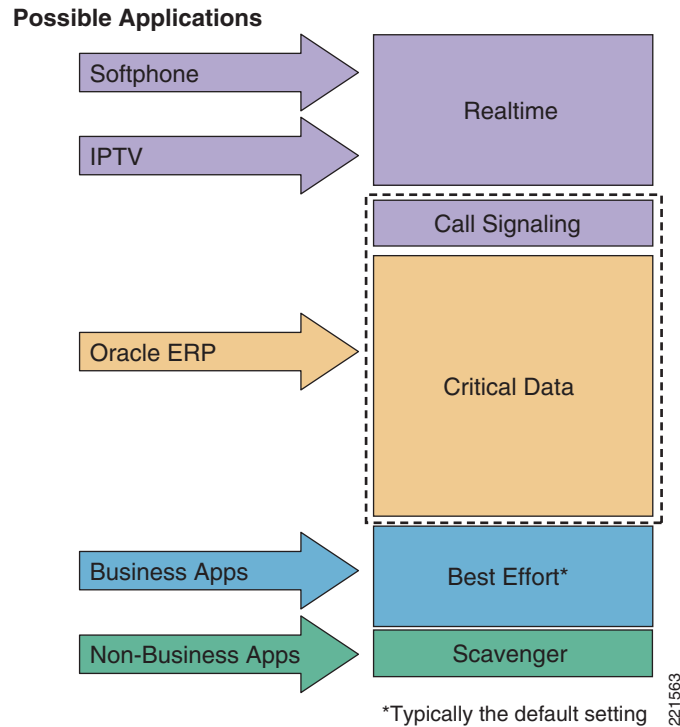 Possible Applications
Softphone
Realtime
IPTV
Call Signaling
Oracle ERP
Critical Data
Business Apps
Best Effort*
Non-Business Apps
Scavenger
*Typically the default setting
221563